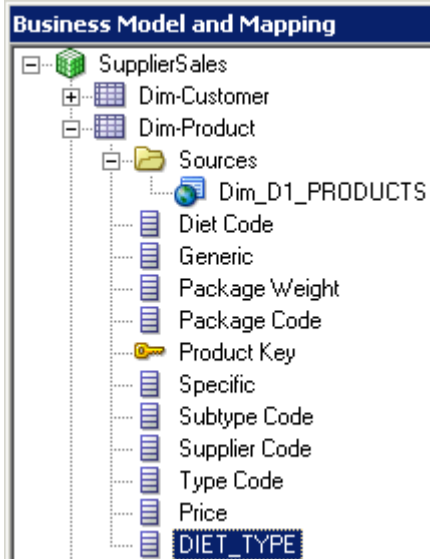 Business Model and Mapping
SupplierSales
Dim-Customer
Dim-Product
Sources
Dim_D1_PRODUCTS
Diet Code
Generic
Package Weight
Package Code
Product Key
Specific
Subtype Code
Supplier Code
Type Code
Price
DIET_TYPE